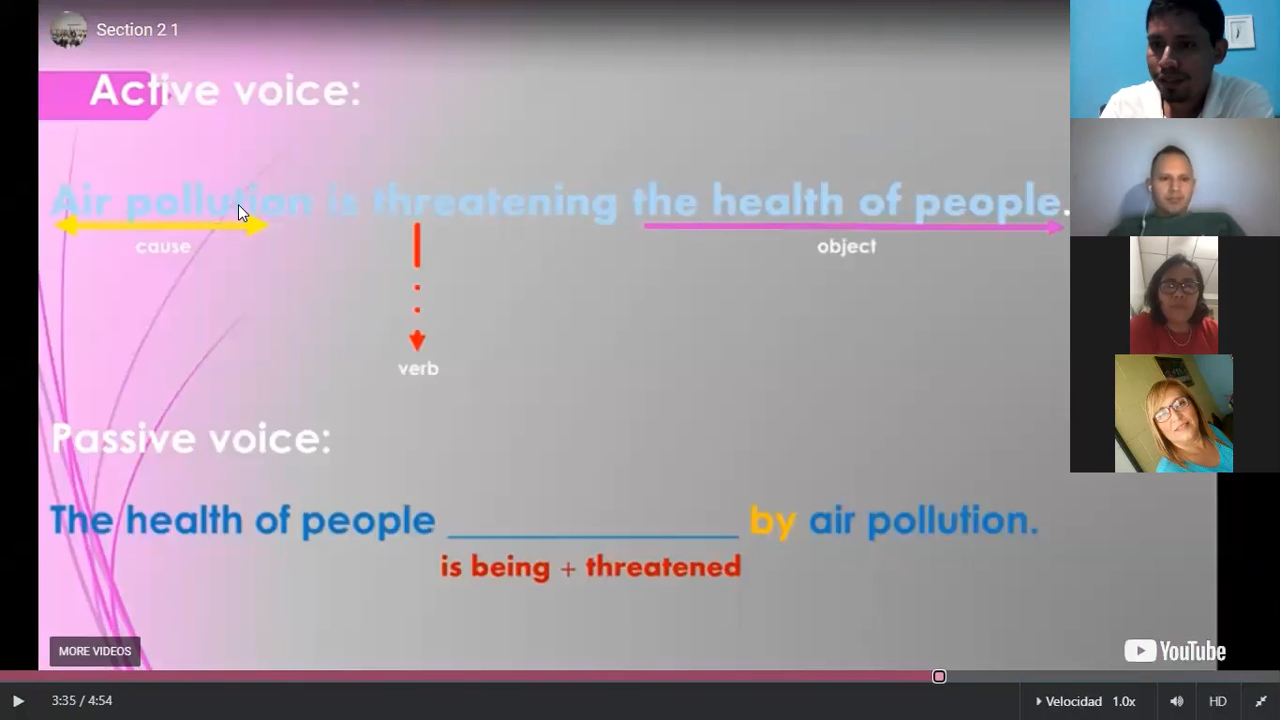 Section 2 1
Active voice:
Air pollution is threatening the health of people.
cause
object
verb
Passive voice:
The health of people ____________ by air pollution.
is being + threatened
MORE VIDEOS
YouTube
3:35 / 4:54
Velocidad 1.0x
HD